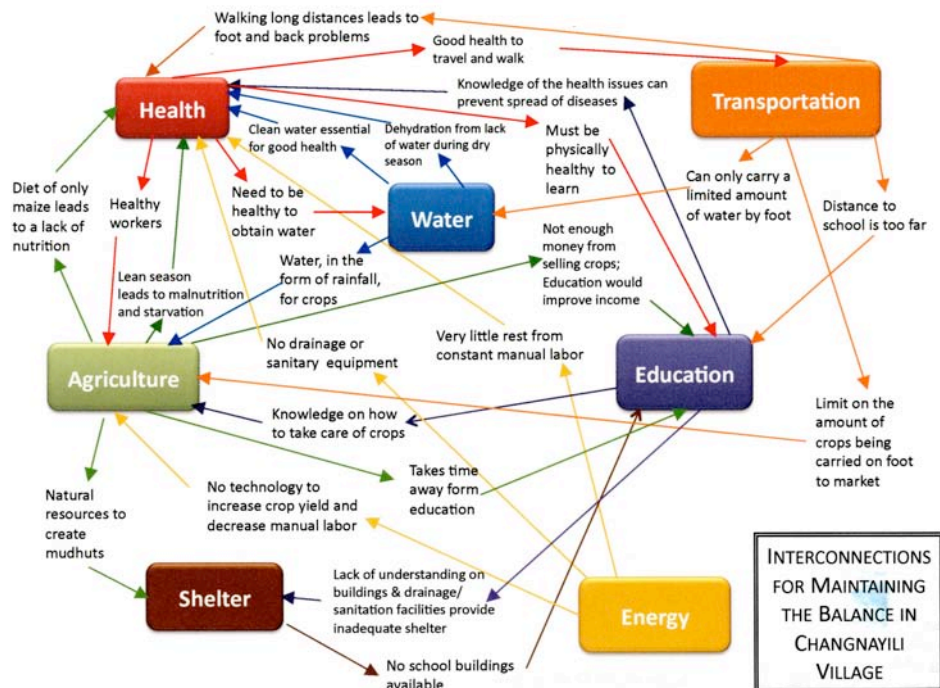 Walking long distances leads to
foot and back problems
Good health to
travel and walk
Health
Knowledge of the health issues can
prevent spread of diseases
Transportation
Clean water essential
for good health
Dehydration from lack
of water during dry
season
Must be
physically
healthy to
learn
Diet of only
maize leads
to a lack of
nutrition
Healthy
workers
Need to be
healthy to
obtain water
Water
Can only carry a
limited amount
of water by foot
Distance to
school is too far
Lean season
leads to malnutrition
and starvation
Water, in the
form of rainfall,
for crops
Not enough
money from
selling crops;
Education would
improve income
Agriculture
No drainage or
sanitary equipment
Very little rest from
constant manual labor
Education
Knowledge on how
to take care of crops
Limit on the
amount of
crops being
carried on foot
to market
Natural
resources to
create
mudhuts
No technology to
increase crop yield and
decrease manual labor
Takes time
away form
education
Shelter
Lack of understanding on
buildings & drainage/
sanitation facilities provide
inadequate shelter
Energy
No school buildings
available
INTERCONNECTIONS
FOR MAINTAINING
THE BALANCE IN
CHANGNAYILI
VILLAGE